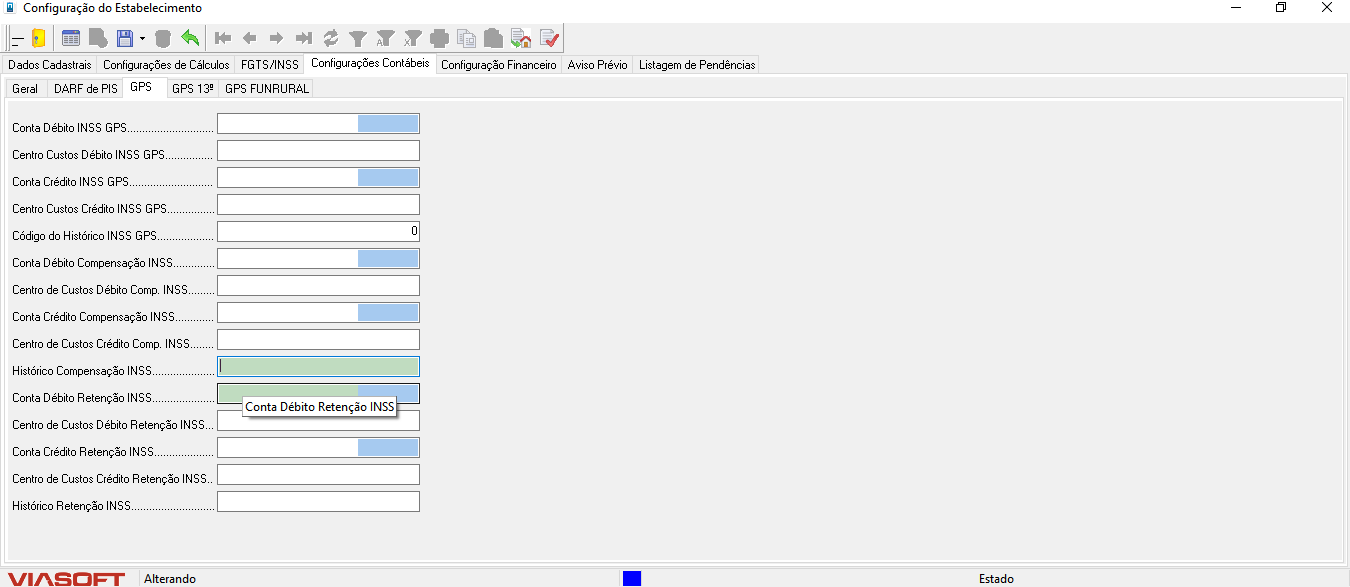 Configuração do Estabelecimento
Dados Cadastrais Configurações de Cálculos FGTS/INSS Configurações Contábeis Configuração Financeiro Aviso Prévio Listagem de Pendências
Geral DARF de PIS GPS GPS 13º GPS FUNRURAL
Conta Débito INSS GPS.............................
Centro Custos Débito INSS GPS................
Conta Crédito INSS GPS............................
Centro Custos Crédito INSS GPS................
Código do Histórico INSS GPS................... 0
Conta Débito Compensação INSS..............
Centro de Custos Débito Comp. INSS.........
Conta Crédito Compensação INSS.............
Centro de Custos Crédito Comp. INSS........
Histórico Compensação INSS.....................
Conta Débito Retenção INSS.....................
Conta Débito Retenção INSS
Centro de Custos Débito Retenção INSS...
Conta Crédito Retenção INSS....................
Centro de Custos Crédito Retenção INSS..
Histórico Retenção INSS............................
VIASOFT Alterando Estado